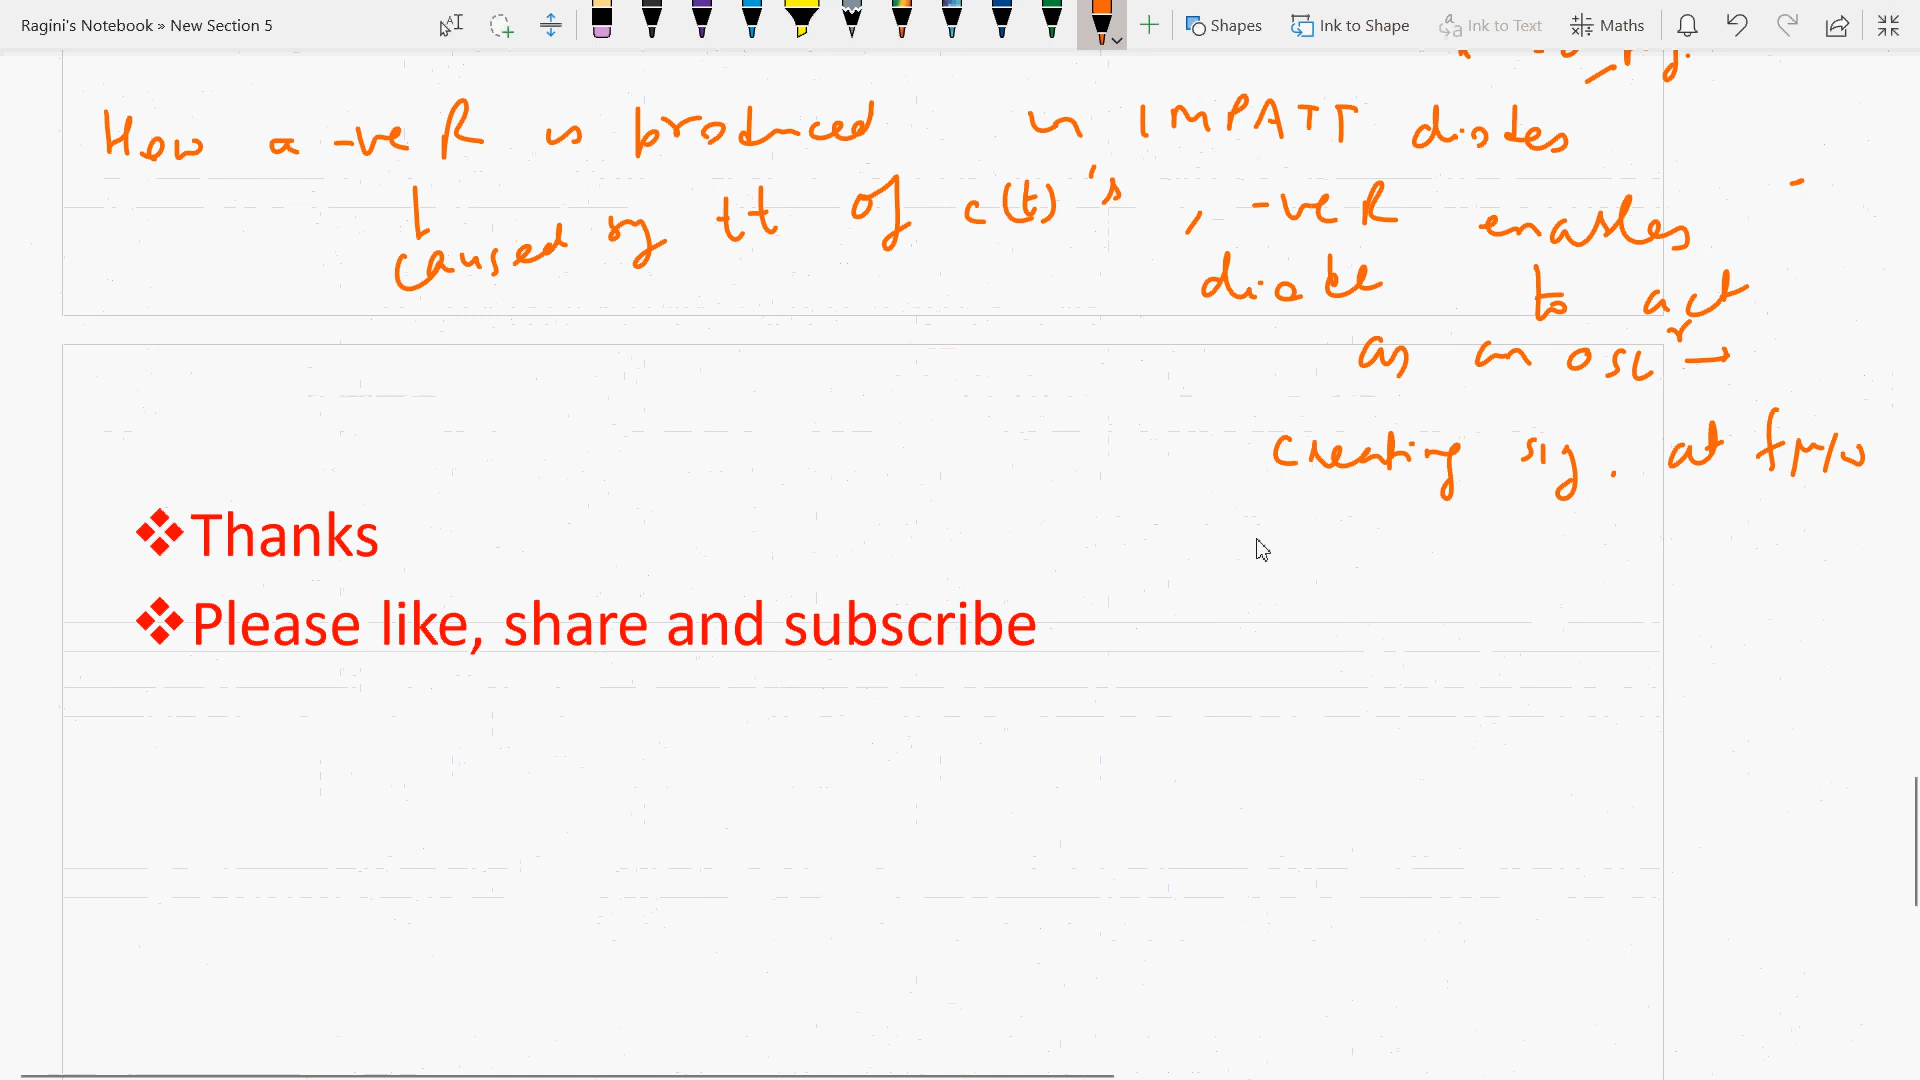 Ragini's Notebook » New Section 5
Shapes Ink to Shape Ink to Text Maths
How a -ve R is produced in IMPATT diodes
caused by tt of c(t)'s , -ve R enables
diode to act
as an oscr →
creating sig. at fμ/w
❖Thanks
❖Please like, share and subscribe